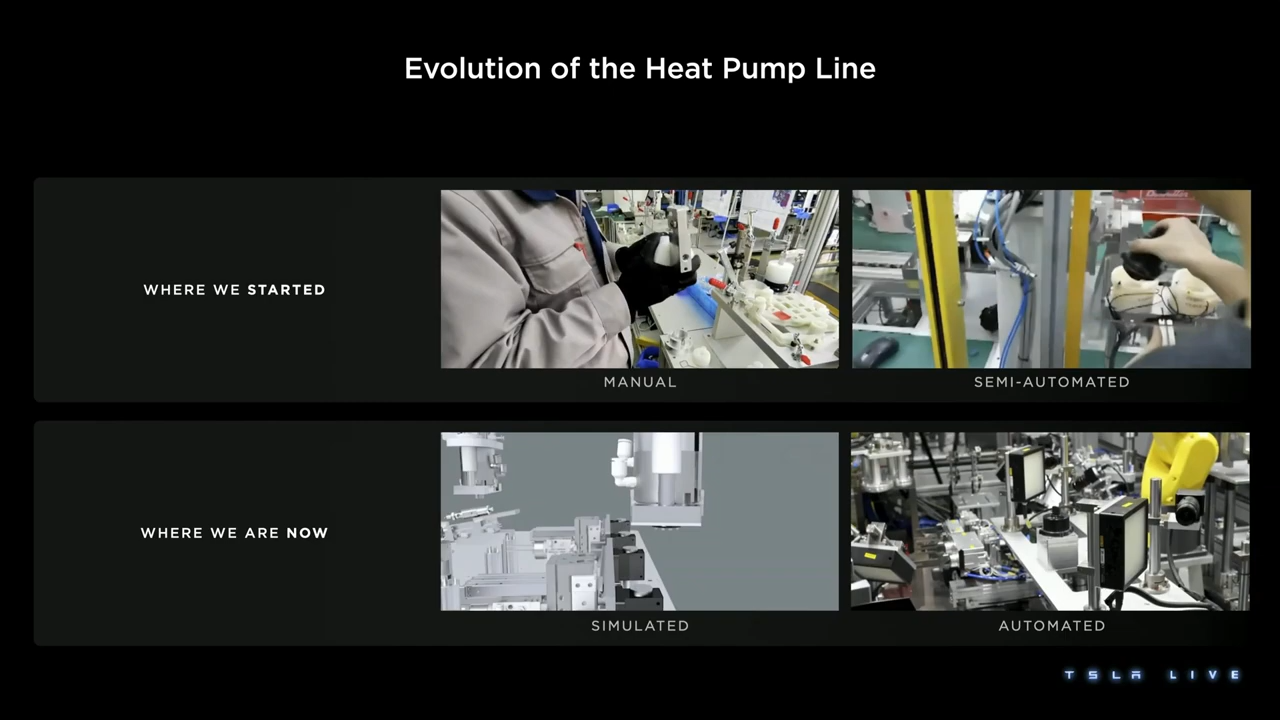 Evolution of the Heat Pump Line
WHERE WE STARTED
MANUAL
SEMI-AUTOMATED
WHERE WE ARE NOW
SIMULATED
AUTOMATED
TSLA LIVE